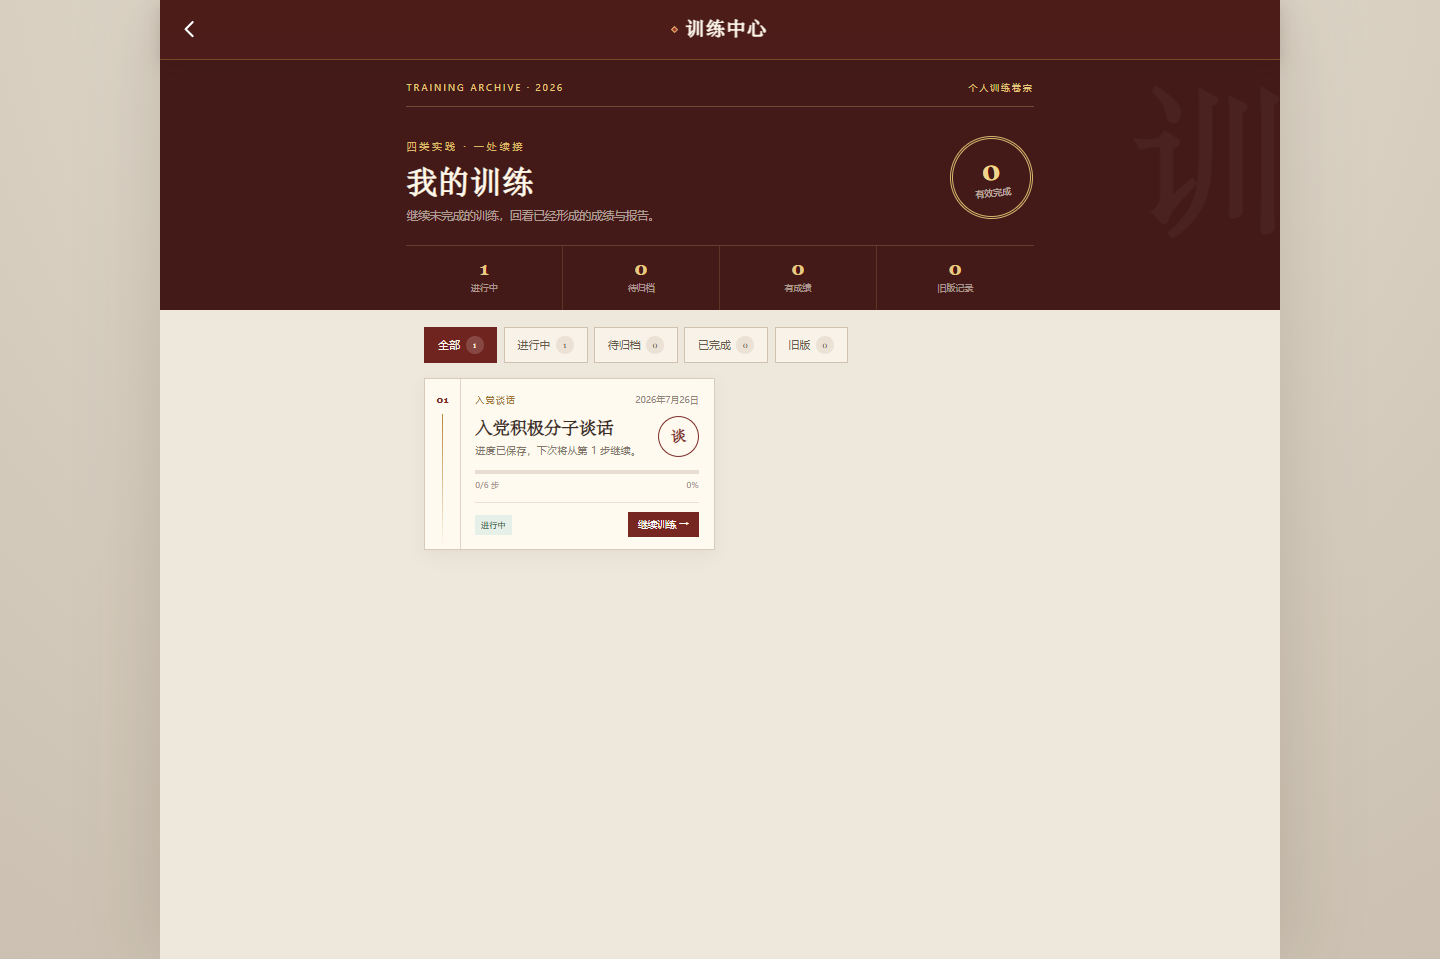 训练中心
TRAINING ARCHIVE · 2026
个人训练卷宗
四类实践 · 一处续接
我的训练
继续未完成的训练，回看已经形成的成绩与报告。
0
有效完成
训
1
进行中
0
待归档
0
有成绩
0
旧版记录
全部 1
进行中 1
待归档 0
已完成 0
旧版 0
01
入党谈话
2026年7月26日
入党积极分子谈话
谈
进度已保存，下次将从第 1 步继续。
0/6 步
0%
进行中
继续训练 →